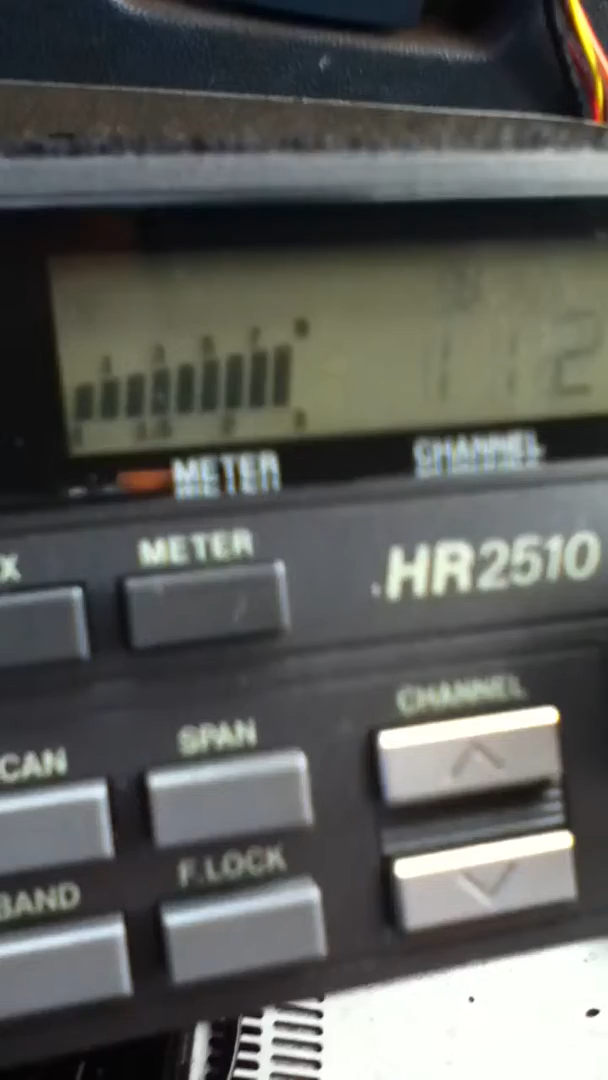 112
METER CHANNEL
METER
HR2510
CHANNEL
CAN SPAN
BAND F.LOCK